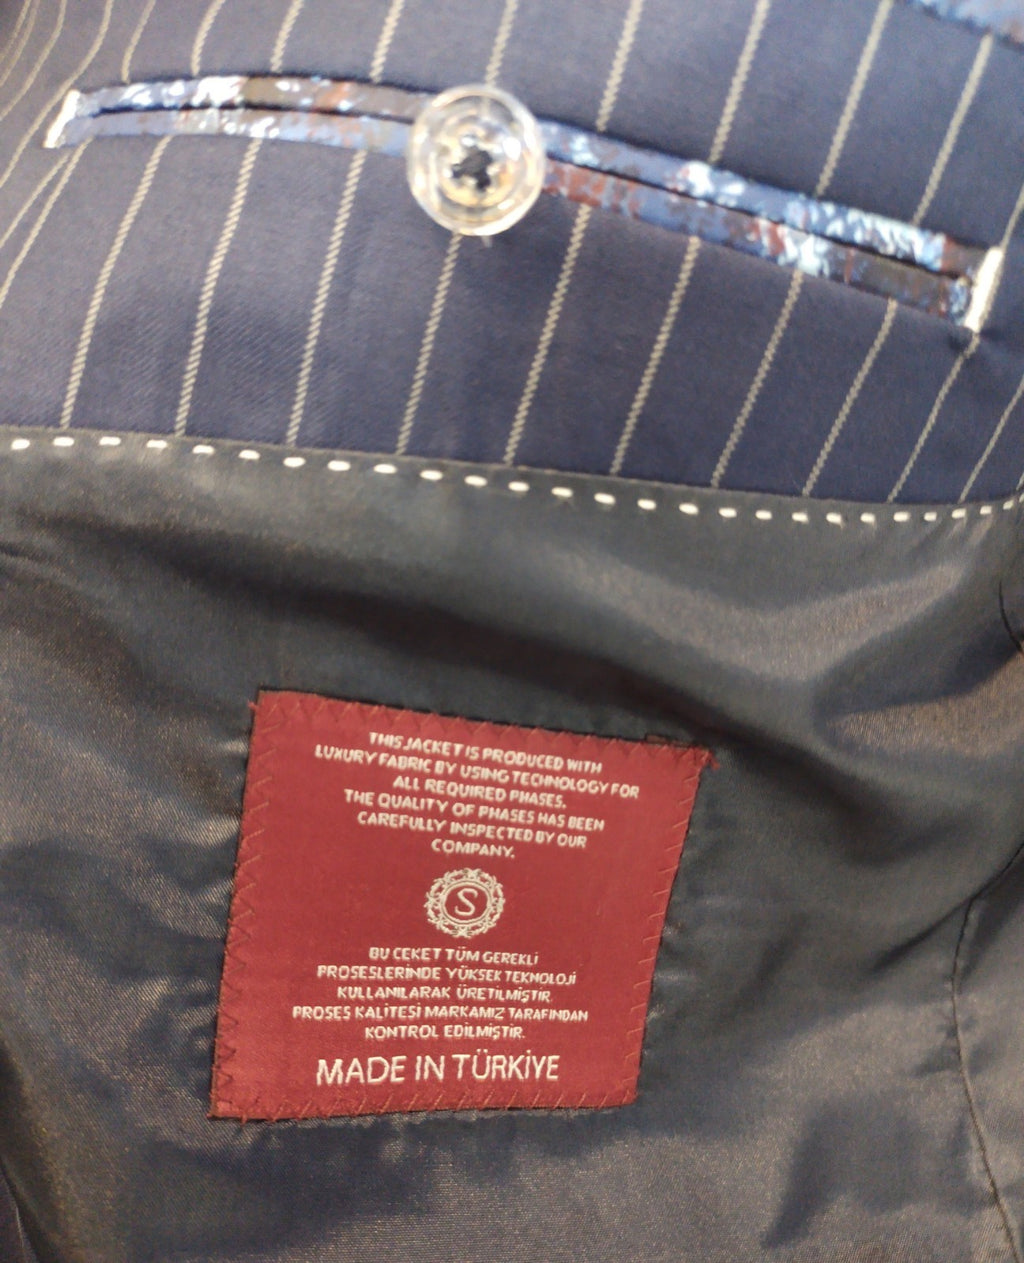 THIS JACKET IS PRODUCED WITH
LUXURY FABRIC BY USING TECHNOLOGY FOR
ALL REQUIRED PHASES.
THE QUALITY OF PHASES HAS BEEN
CAREFULLY INSPECTED BY OUR
COMPANY.
S
BU CEKET TÜM GEREKLİ
PROSESLERİNDE YÜKSEK TEKNOLOJİ
KULLANILARAK ÜRETİLMİŞTİR
PROSES KALİTESİ MARKAMIZ TARAFINDAN
KONTROL EDİLMİŞTİR.
MADE IN TÜRKİYE